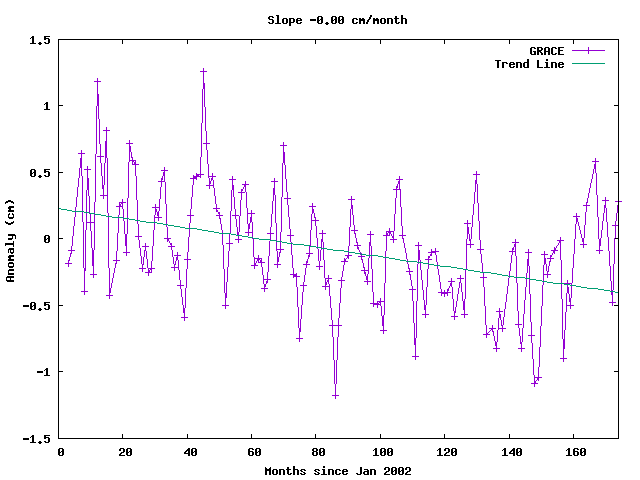 Slope -0.00 cm/month
GRACE
Trend Line
1.5
1
0.5
0
-0.5
-1
-1.5
Anomaly (cm)
0 20 40 60 80 100 120 140 160
Months since Jan 2002